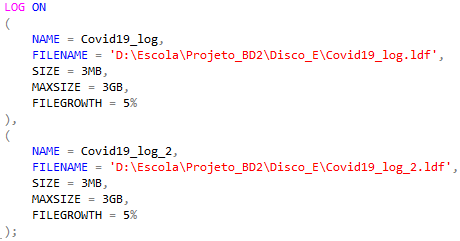 LOG ON
(
NAME = Covid19_log,
FILENAME = 'D:\Escola\Projeto_BD2\Disco_E\Covid19_log.ldf',
SIZE = 3MB,
MAXSIZE = 3GB,
FILEGROWTH = 5%
),
(
NAME = Covid19_log_2,
FILENAME = 'D:\Escola\Projeto_BD2\Disco_E\Covid19_log_2.ldf',
SIZE = 3MB,
MAXSIZE = 3GB,
FILEGROWTH = 5%
);